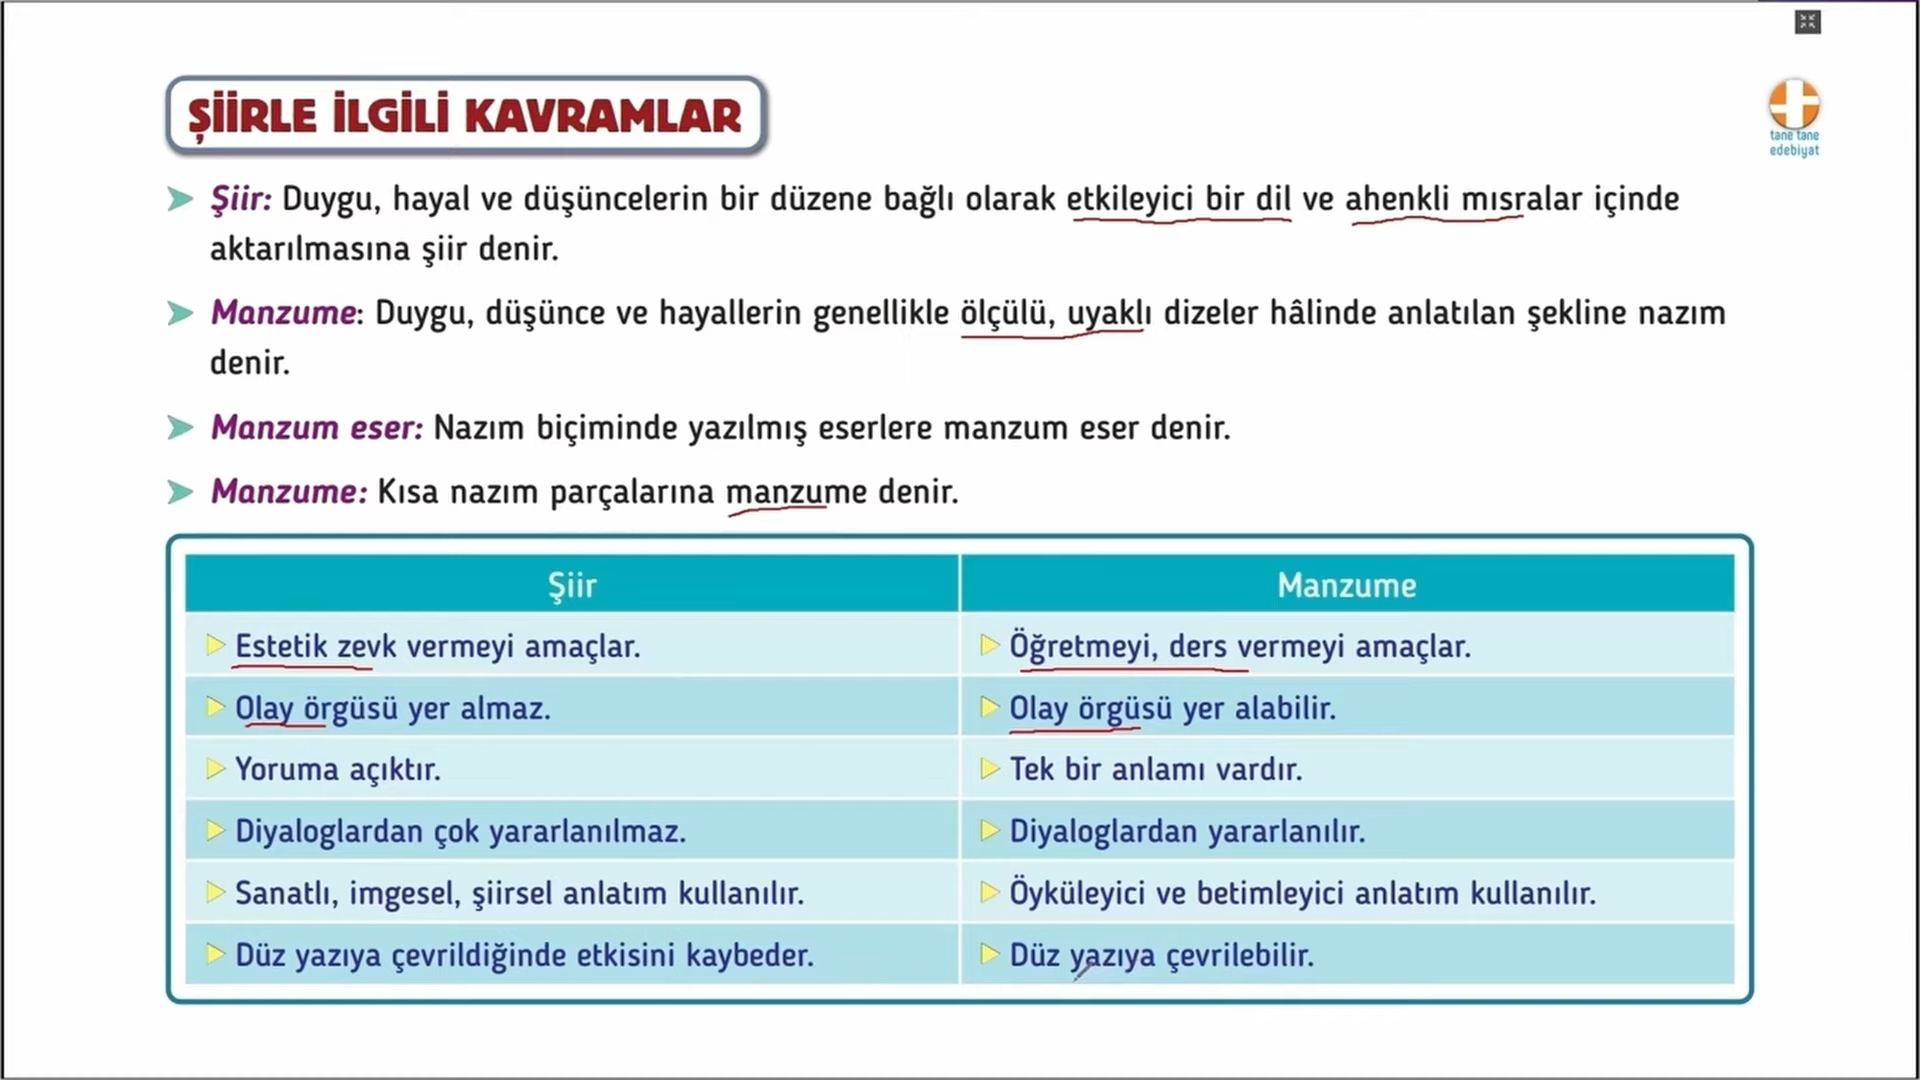 ŞİİRLE İLGİLİ KAVRAMLAR
tane tane
edebiyat
Şiir: Duygu, hayal ve düşüncelerin bir düzene bağlı olarak etkileyici bir dil ve ahenkli mısralar içinde
aktarılmasına şiir denir.
Manzume: Duygu, düşünce ve hayallerin genellikle ölçülü, uyaklı dizeler hâlinde anlatılan şekline nazım
denir.
Manzum eser: Nazım biçiminde yazılmış eserlere manzum eser denir.
Manzume: Kısa nazım parçalarına manzume denir.
Şiir
Manzume
Estetik zevk vermeyi amaçlar.
Öğretmeyi, ders vermeyi amaçlar.
Olay örgüsü yer almaz.
Olay örgüsü yer alabilir.
Yoruma açıktır.
Tek bir anlamı vardır.
Diyaloglardan çok yararlanılmaz.
Diyaloglardan yararlanılır.
Sanatlı, imgesel, şiirsel anlatım kullanılır.
Öyküleyici ve betimleyici anlatım kullanılır.
Düz yazıya çevrildiğinde etkisini kaybeder.
Düz yazıya çevrilebilir.